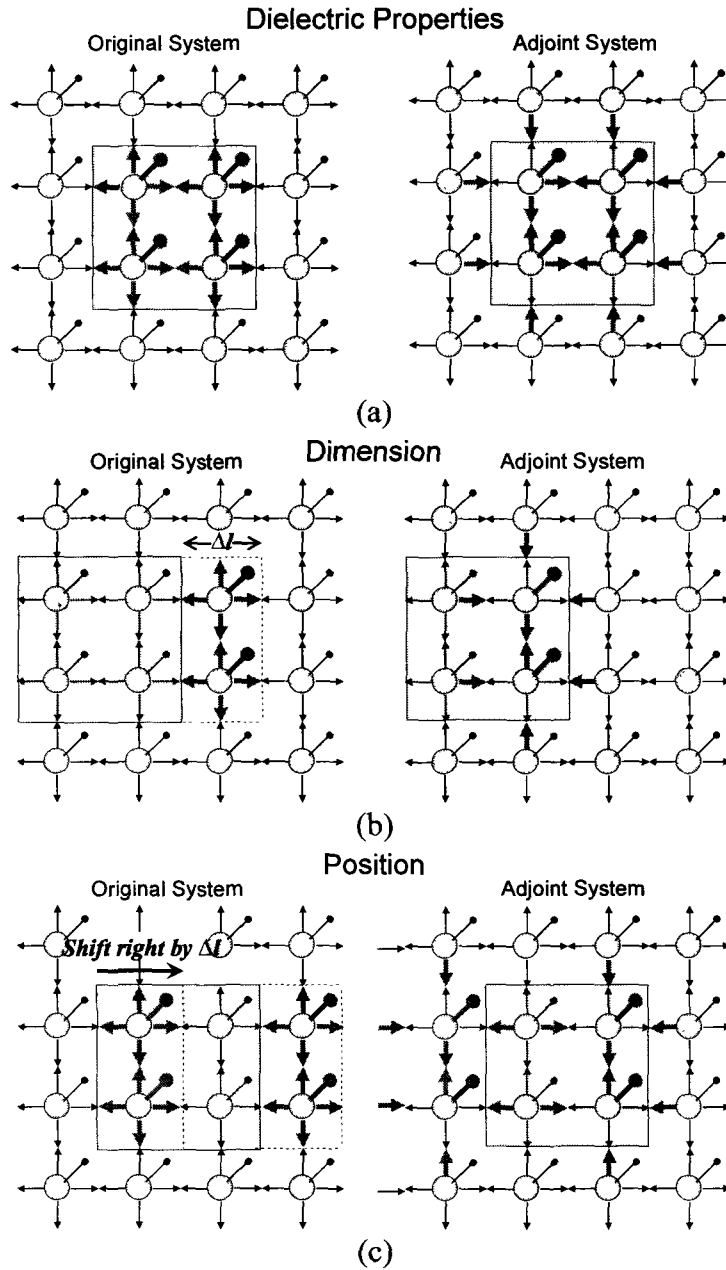 Dielectric Properties
Original System
Adjoint System
(a)
Dimension
Original System
Adjoint System
Δl
(b)
Position
Original System
Adjoint System
Shift right by Δl
(c)